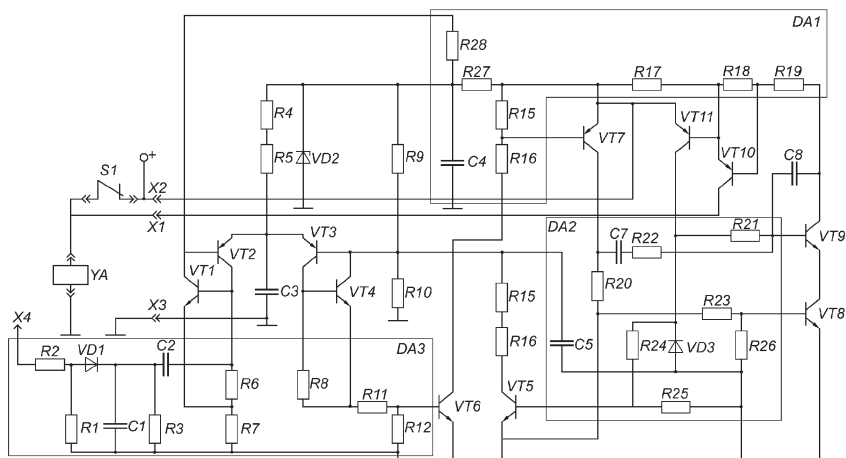 DA1
R28
R27 R17 R18 R19
R4 R15 VT11
VT7
R5 VD2 R9 C4 R16 VT10 C8
S1 +
X2
X1
DA2
VT2 VT3 C7 R22 R21 VT9
YA VT1 C3 VT4 R10 R20
X3
R15
X4 R23 VT8
DA3
R2 VD1 C2 R16 C5 R24 VD3 R26
R6 R8 R11 VT6 VT5 R25
R1 C1 R3 R7 R12